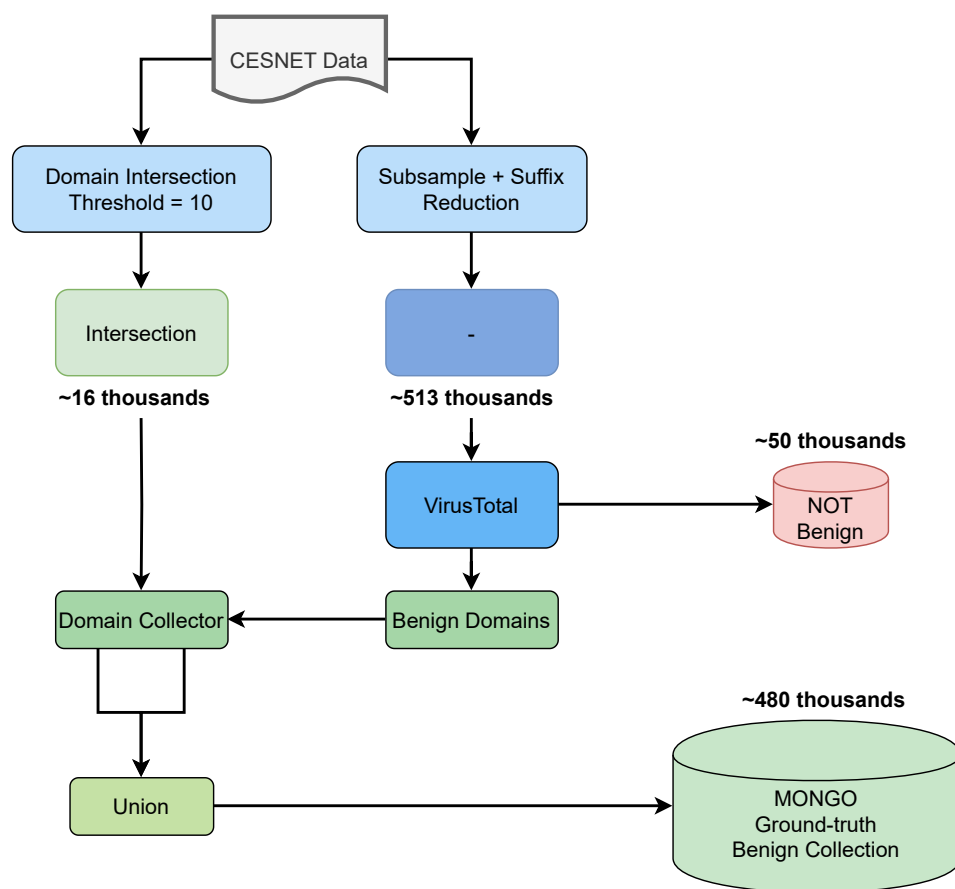 CESNET Data
Domain Intersection
Threshold = 10
Subsample + Suffix
Reduction
Intersection
-
~16 thousands
~513 thousands
~50 thousands
VirusTotal
NOT
Benign
Domain Collector
Benign Domains
~480 thousands
Union
MONGO
Ground-truth
Benign Collection